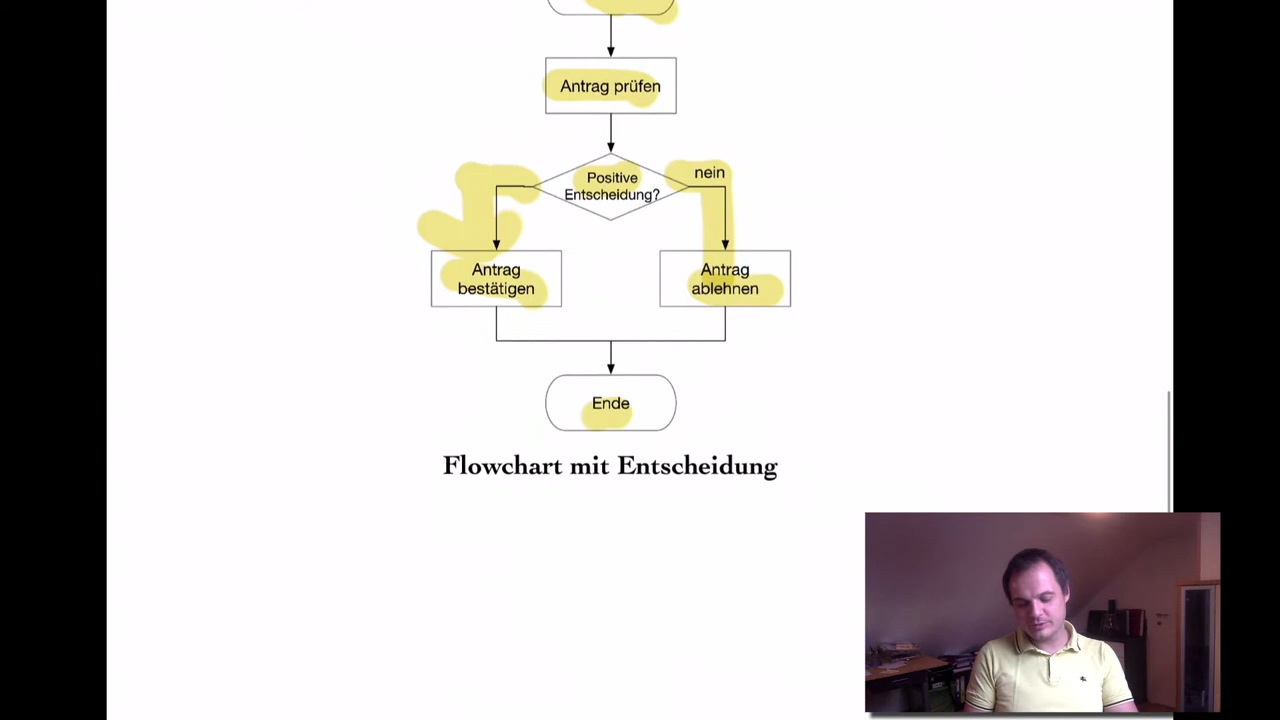 Antrag prüfen
Positive
Entscheidung?
nein
Antrag
bestätigen
Antrag
ablehnen
Ende
Flowchart mit Entscheidung